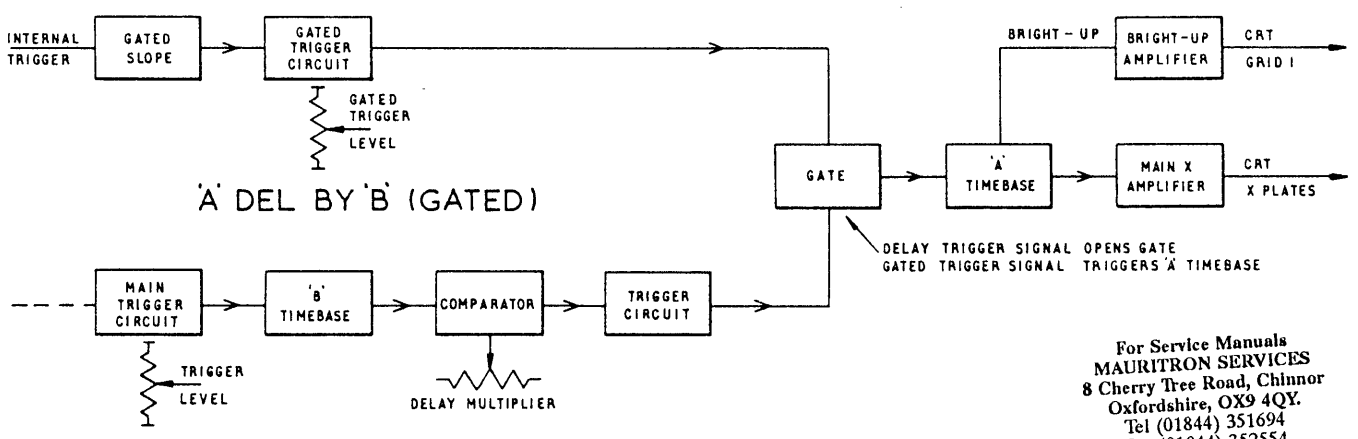 INTERNAL
TRIGGER
GATED
SLOPE
GATED
TRIGGER
CIRCUIT
GATED
TRIGGER
LEVEL
BRIGHT-UP
BRIGHT-UP
AMPLIFIER
CRT
GRID 1
GATE
'A'
TIMEBASE
MAIN X
AMPLIFIER
CRT
X PLATES
'A' DEL BY 'B' (GATED)
DELAY TRIGGER SIGNAL OPENS GATE
GATED TRIGGER SIGNAL TRIGGERS 'A' TIMEBASE
MAIN
TRIGGER
CIRCUIT
'B'
TIMEBASE
COMPARATOR
TRIGGER
CIRCUIT
TRIGGER
LEVEL
DELAY MULTIPLIER
For Service Manuals
MAURITRON SERVICES
8 Cherry Tree Road, Chinnor
Oxfordshire, OX9 4QY.
Tel (01844) 351694
352554